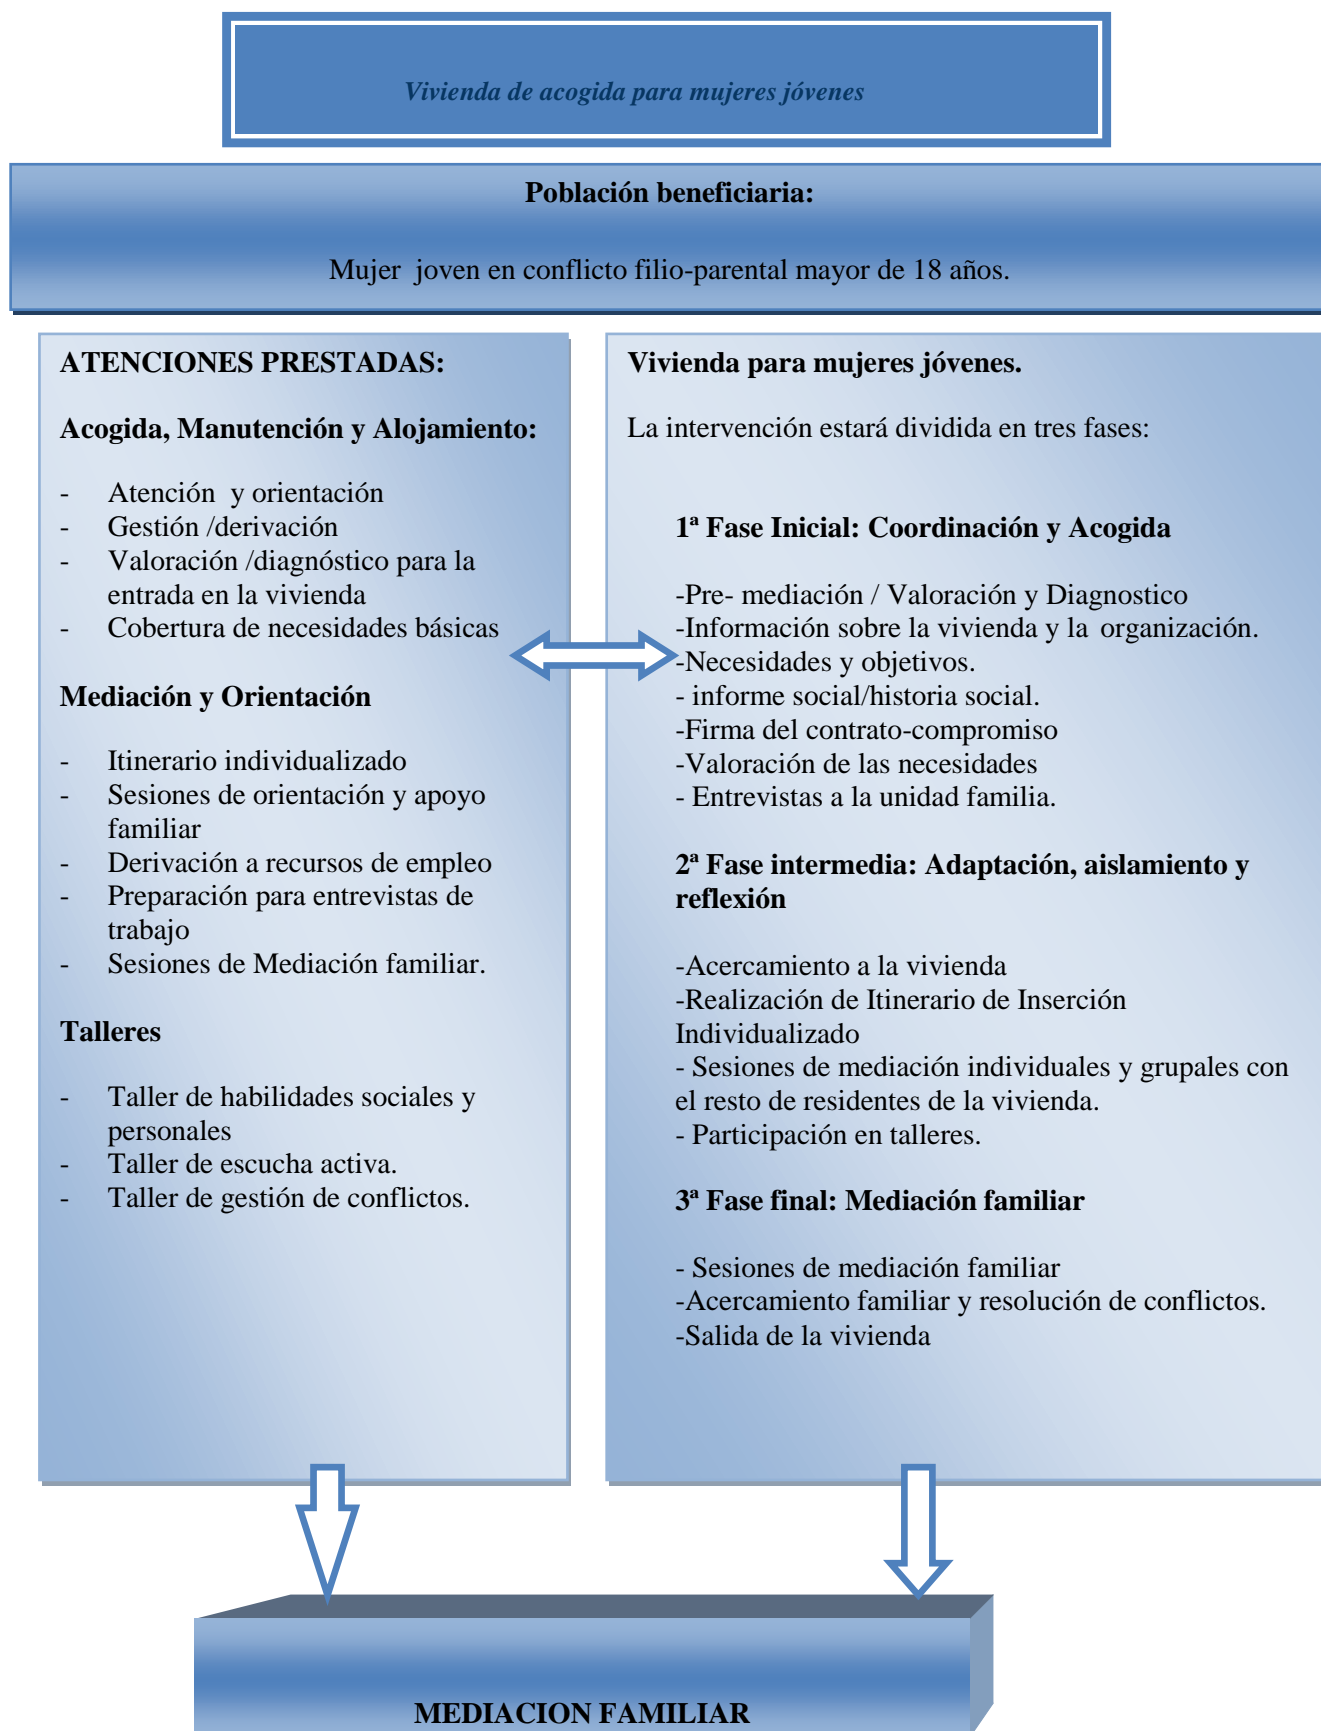 Vivienda de acogida para mujeres jóvenes
Población beneficiaria:
Mujer joven en conflicto filio-parental mayor de 18 años.
ATENCIONES PRESTADAS:
Acogida, Manutención y Alojamiento:
- Atención y orientación
- Gestión /derivación
- Valoración /diagnóstico para la
entrada en la vivienda
- Cobertura de necesidades básicas
Mediación y Orientación
- Itinerario individualizado
- Sesiones de orientación y apoyo
familiar
- Derivación a recursos de empleo
- Preparación para entrevistas de
trabajo
- Sesiones de Mediación familiar.
Talleres
- Taller de habilidades sociales y
personales
- Taller de escucha activa.
- Taller de gestión de conflictos.
Vivienda para mujeres jóvenes.
La intervención estará dividida en tres fases:
1ª Fase Inicial: Coordinación y Acogida
-Pre- mediación / Valoración y Diagnostico
-Información sobre la vivienda y la organización.
-Necesidades y objetivos.
- informe social/historia social.
-Firma del contrato-compromiso
-Valoración de las necesidades
- Entrevistas a la unidad familia.
2ª Fase intermedia: Adaptación, aislamiento y
reflexión
-Acercamiento a la vivienda
-Realización de Itinerario de Inserción
Individualizado
- Sesiones de mediación individuales y grupales con
el resto de residentes de la vivienda.
- Participación en talleres.
3ª Fase final: Mediación familiar
- Sesiones de mediación familiar
-Acercamiento familiar y resolución de conflictos.
-Salida de la vivienda
MEDIACION FAMILIAR